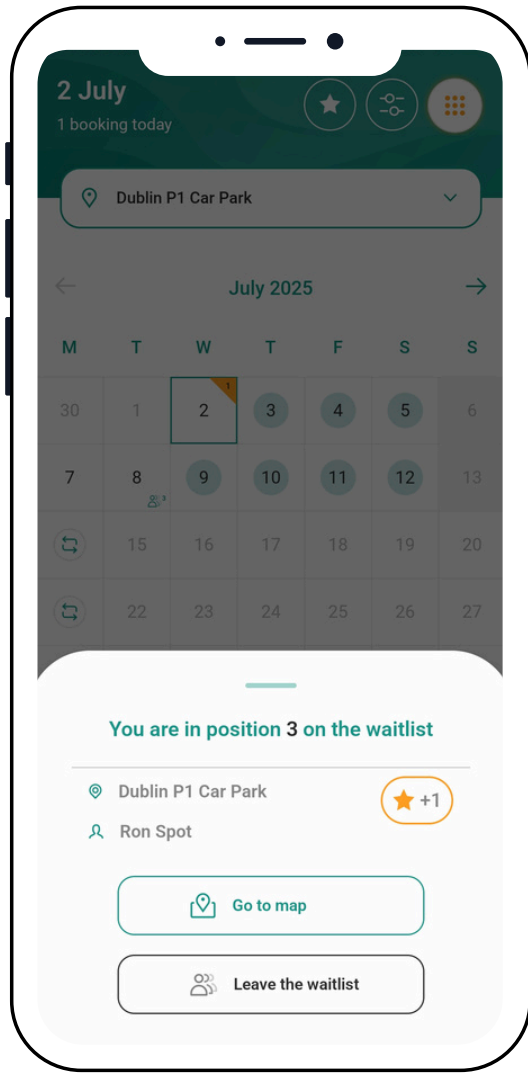 2 July
1 booking today
Dublin P1 Car Park
July 2025
M T W T F S S
30 1 2 1 3 4 5 6
7 8 3 9 10 11 12 13
15 16 17 18 19 20
22 23 24 25 26 27
You are in position 3 on the waitlist
Dublin P1 Car Park
+1
Ron Spot
Go to map
Leave the waitlist